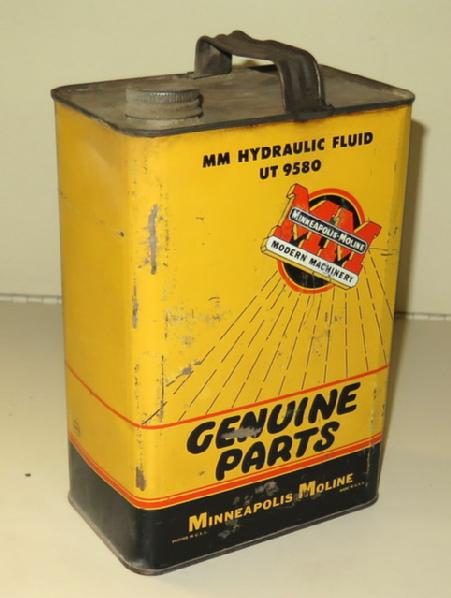 MM HYDRAULIC FLUID
UT 9580
MM
MINNEAPOLIS-MOLINE
MODERN MACHINERY
GENUINE
PARTS
MINNEAPOLIS MOLINE